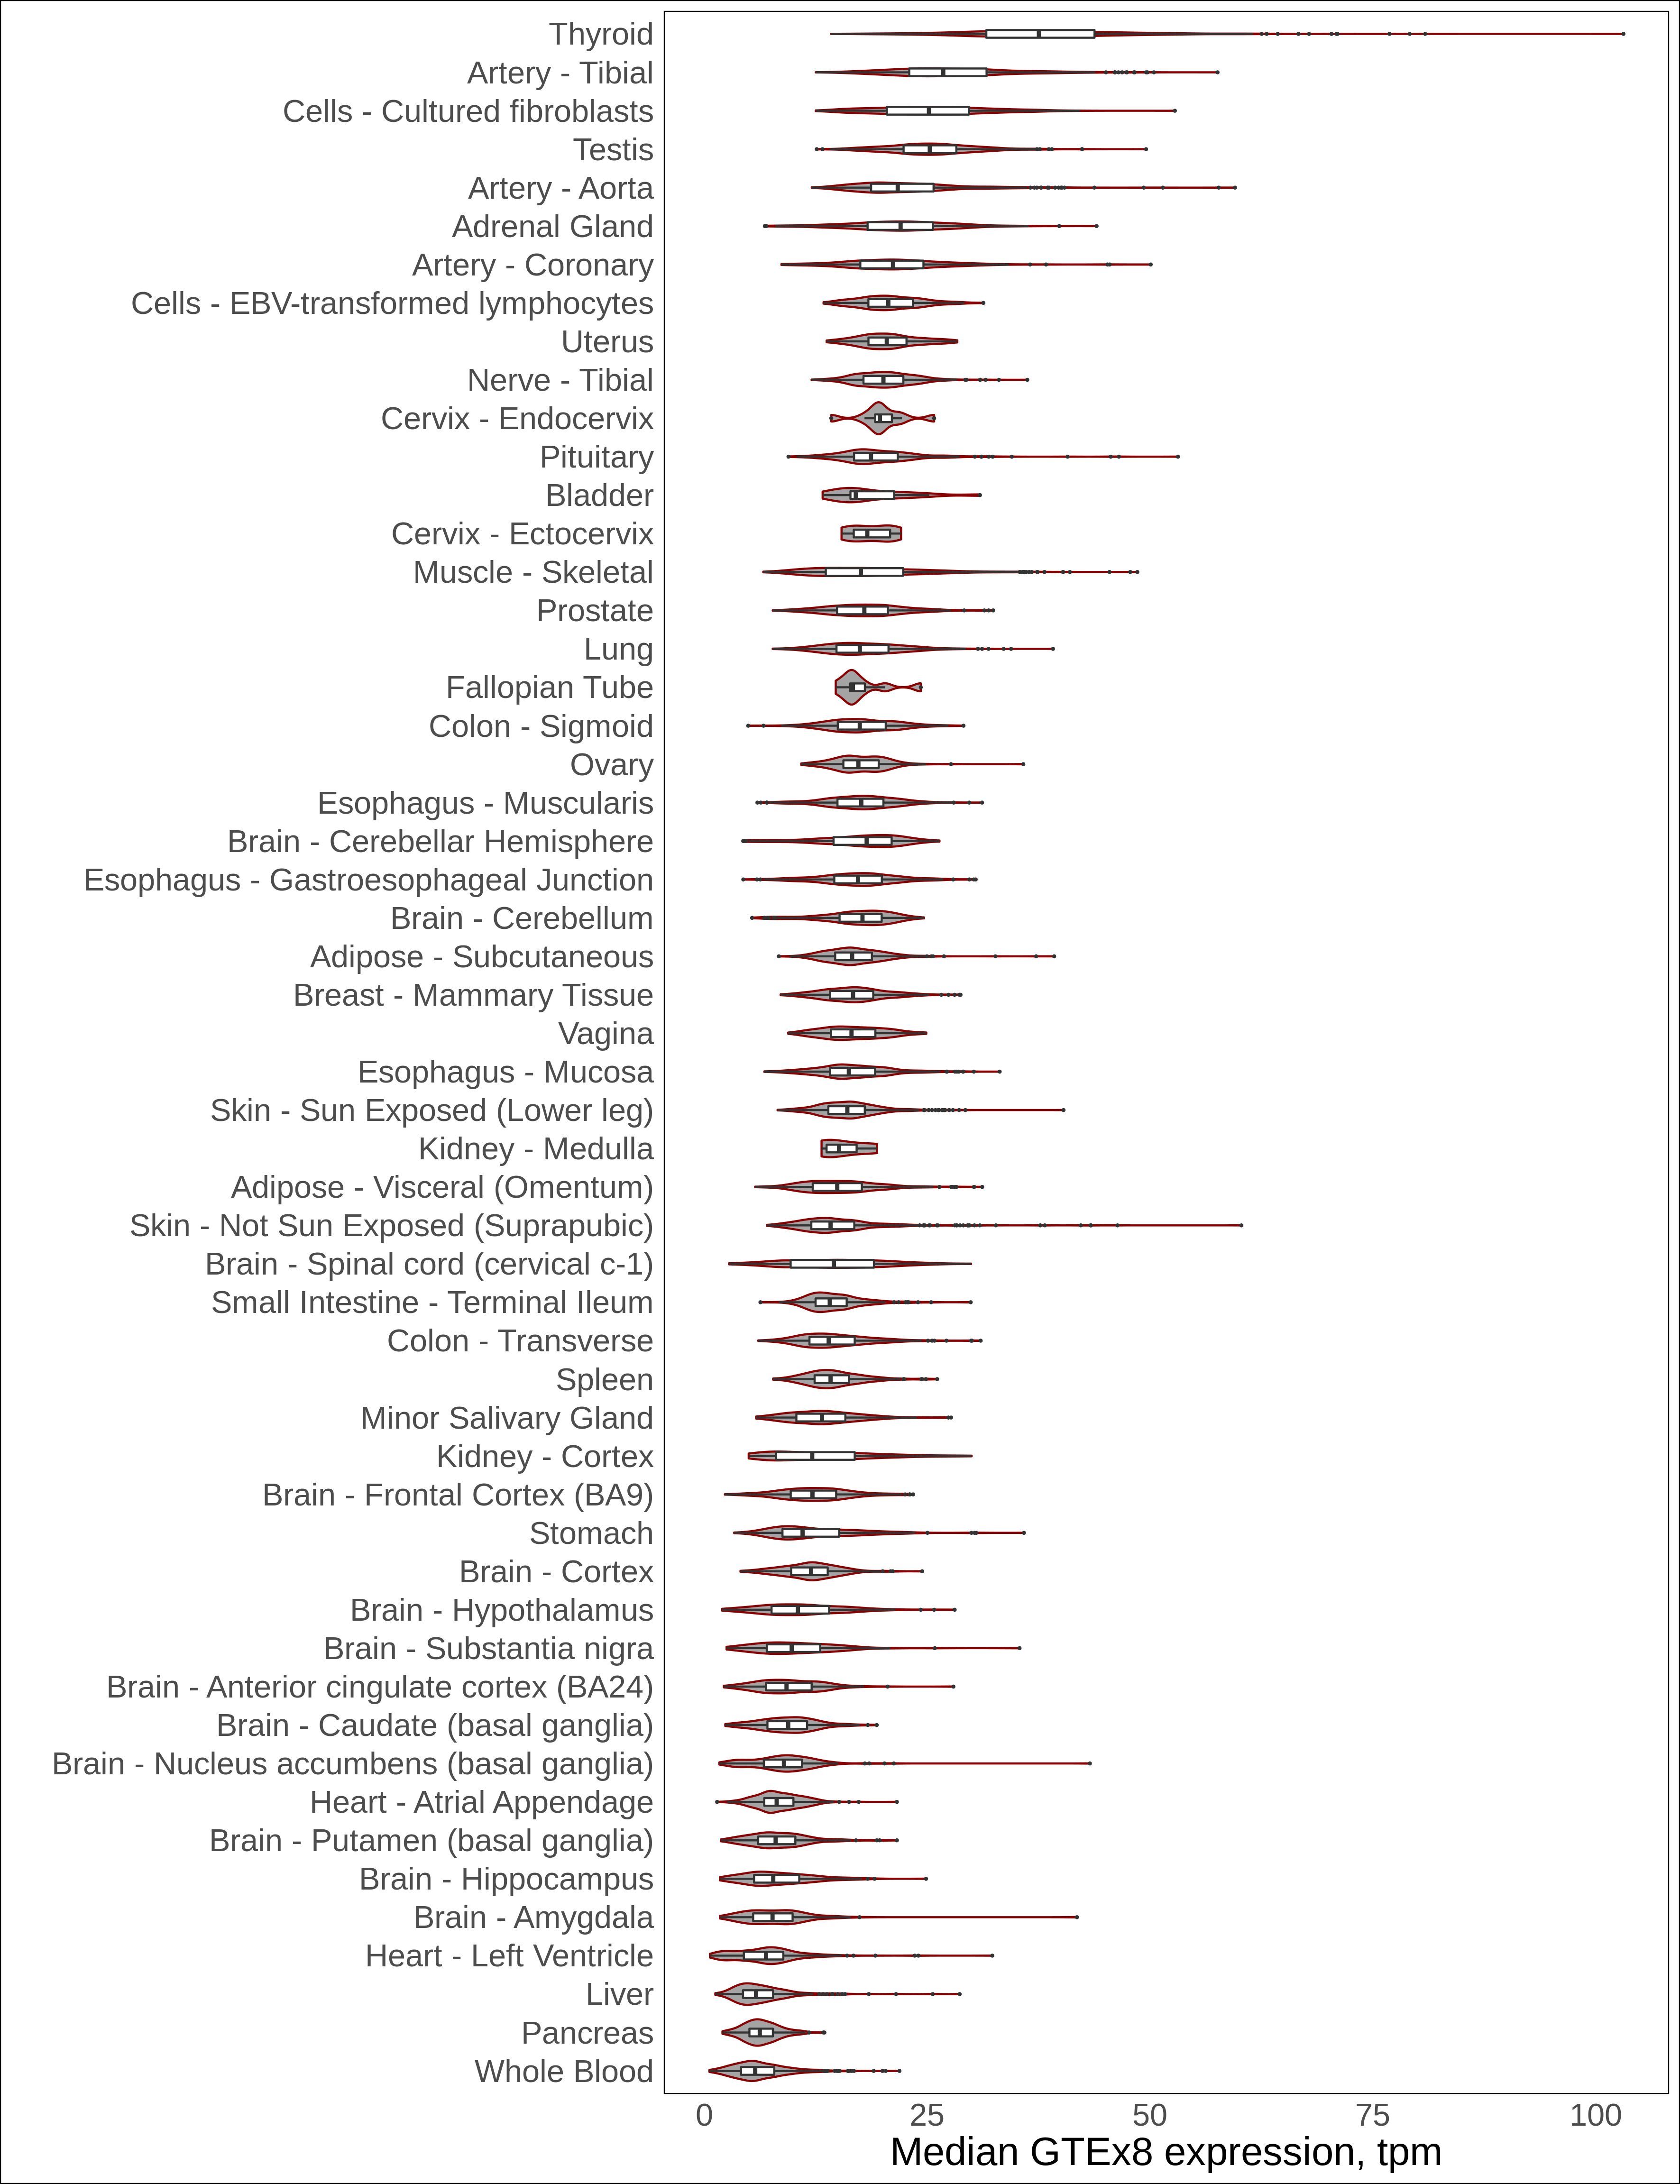 Thyroid
Artery - Tibial
Cells - Cultured fibroblasts
Testis
Artery - Aorta
Adrenal Gland
Artery - Coronary
Cells - EBV-transformed lymphocytes
Uterus
Nerve - Tibial
Cervix - Endocervix
Pituitary
Bladder
Cervix - Ectocervix
Muscle - Skeletal
Prostate
Lung
Fallopian Tube
Colon - Sigmoid
Ovary
Esophagus - Muscularis
Brain - Cerebellar Hemisphere
Esophagus - Gastroesophageal Junction
Brain - Cerebellum
Adipose - Subcutaneous
Breast - Mammary Tissue
Vagina
Esophagus - Mucosa
Skin - Sun Exposed (Lower leg)
Kidney - Medulla
Adipose - Visceral (Omentum)
Skin - Not Sun Exposed (Suprapubic)
Brain - Spinal cord (cervical c-1)
Small Intestine - Terminal Ileum
Colon - Transverse
Spleen
Minor Salivary Gland
Kidney - Cortex
Brain - Frontal Cortex (BA9)
Stomach
Brain - Cortex
Brain - Hypothalamus
Brain - Substantia nigra
Brain - Anterior cingulate cortex (BA24)
Brain - Caudate (basal ganglia)
Brain - Nucleus accumbens (basal ganglia)
Heart - Atrial Appendage
Brain - Putamen (basal ganglia)
Brain - Hippocampus
Brain - Amygdala
Heart - Left Ventricle
Liver
Pancreas
Whole Blood
0 25 50 75 100
Median GTEx8 expression, tpm